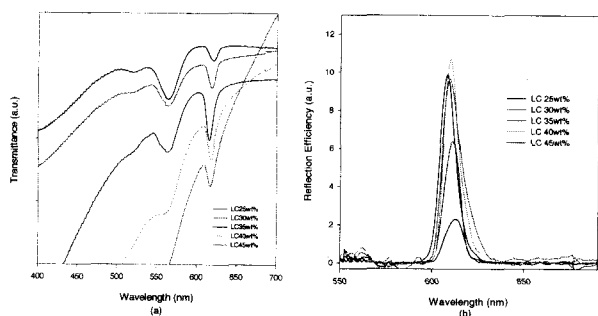 Transmittance (a.u.)
400 450 500 550 600 650 700
Wavelength (nm)
(a)
LC25wt%
LC30wt%
LC35wt%
LC40wt%
LC45wt%
Reflection Efficiency (a.u.)
12
10
8
6
4
2
0
550 600 650
Wavelength (nm)
(b)
LC 25wt%
LC 30wt%
LC 35wt%
LC 40wt%
LC 45wt%